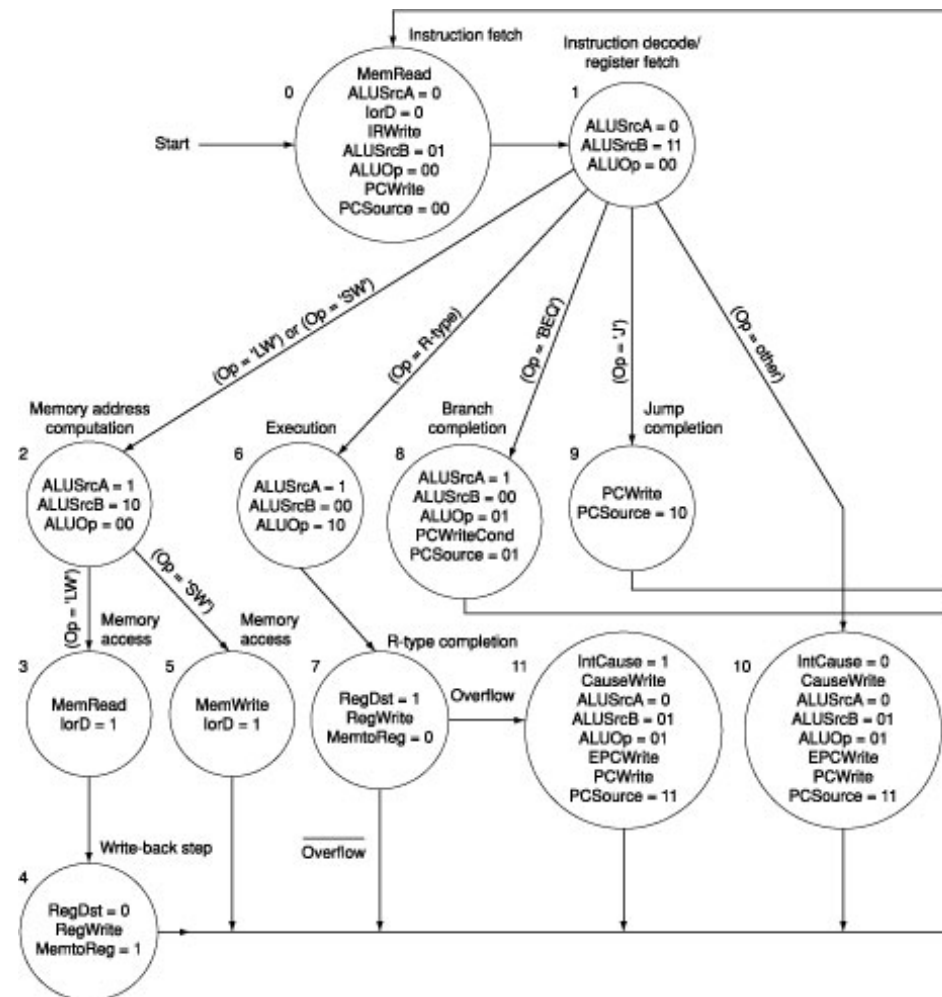 Instruction fetch
Instruction decode/
register fetch
0
MemRead
ALUSrcA = 0
IorD = 0
IRWrite
ALUSrcB = 01
ALUOp = 00
PCWrite
PCSource = 00
1
ALUSrcA = 0
ALUSrcB = 11
ALUOp = 00
Start
(Op = 'LW') or (Op = 'SW')
(Op = R-type)
(Op = 'BEQ')
(Op = 'J')
(Op = other)
Memory address
computation
2
ALUSrcA = 1
ALUSrcB = 10
ALUOp = 00
Execution
6
ALUSrcA = 1
ALUSrcB = 00
ALUOp = 10
Branch
completion
8
ALUSrcA = 1
ALUSrcB = 00
ALUOp = 01
PCWriteCond
PCSource = 01
Jump
completion
9
PCWrite
PCSource = 10
(Op = 'LW')
(Op = 'SW')
Memory
access
3
MemRead
IorD = 1
Memory
access
5
MemWrite
IorD = 1
R-type completion
7
RegDst = 1
RegWrite
MemtoReg = 0
Overflow
Overflow
11
IntCause = 1
CauseWrite
ALUSrcA = 0
ALUSrcB = 01
ALUOp = 01
EPCWrite
PCWrite
PCSource = 11
10
IntCause = 0
CauseWrite
ALUSrcA = 0
ALUSrcB = 01
ALUOp = 01
EPCWrite
PCWrite
PCSource = 11
Write-back step
4
RegDst = 0
RegWrite
MemtoReg = 1